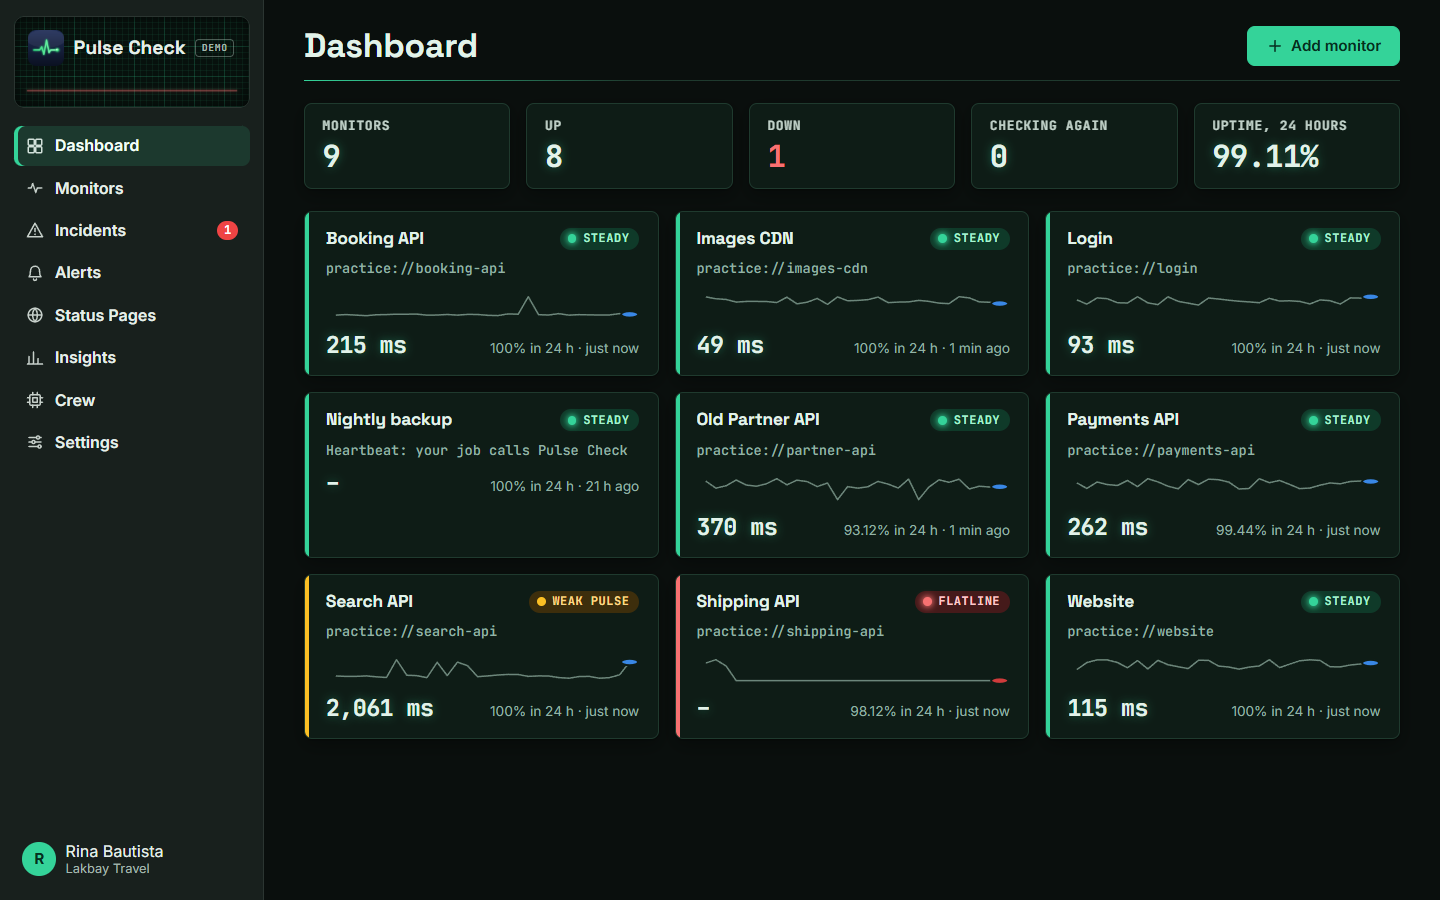 Pulse Check DEMO
Dashboard
Monitors
Incidents 1
Alerts
Status Pages
Insights
Crew
Settings
R
Rina Bautista
Lakbay Travel
Dashboard
+ Add monitor
MONITORS
9
UP
8
DOWN
1
CHECKING AGAIN
0
UPTIME, 24 HOURS
99.11%
Booking API STEADY
practice://booking-api
215 ms 100% in 24 h · just now
Images CDN STEADY
practice://images-cdn
49 ms 100% in 24 h · 1 min ago
Login STEADY
practice://login
93 ms 100% in 24 h · just now
Nightly backup STEADY
Heartbeat: your job calls Pulse Check
– 100% in 24 h · 21 h ago
Old Partner API STEADY
practice://partner-api
370 ms 93.12% in 24 h · 1 min ago
Payments API STEADY
practice://payments-api
262 ms 99.44% in 24 h · just now
Search API WEAK PULSE
practice://search-api
2,061 ms 100% in 24 h · just now
Shipping API FLATLINE
practice://shipping-api
– 98.12% in 24 h · just now
Website STEADY
practice://website
115 ms 100% in 24 h · just now